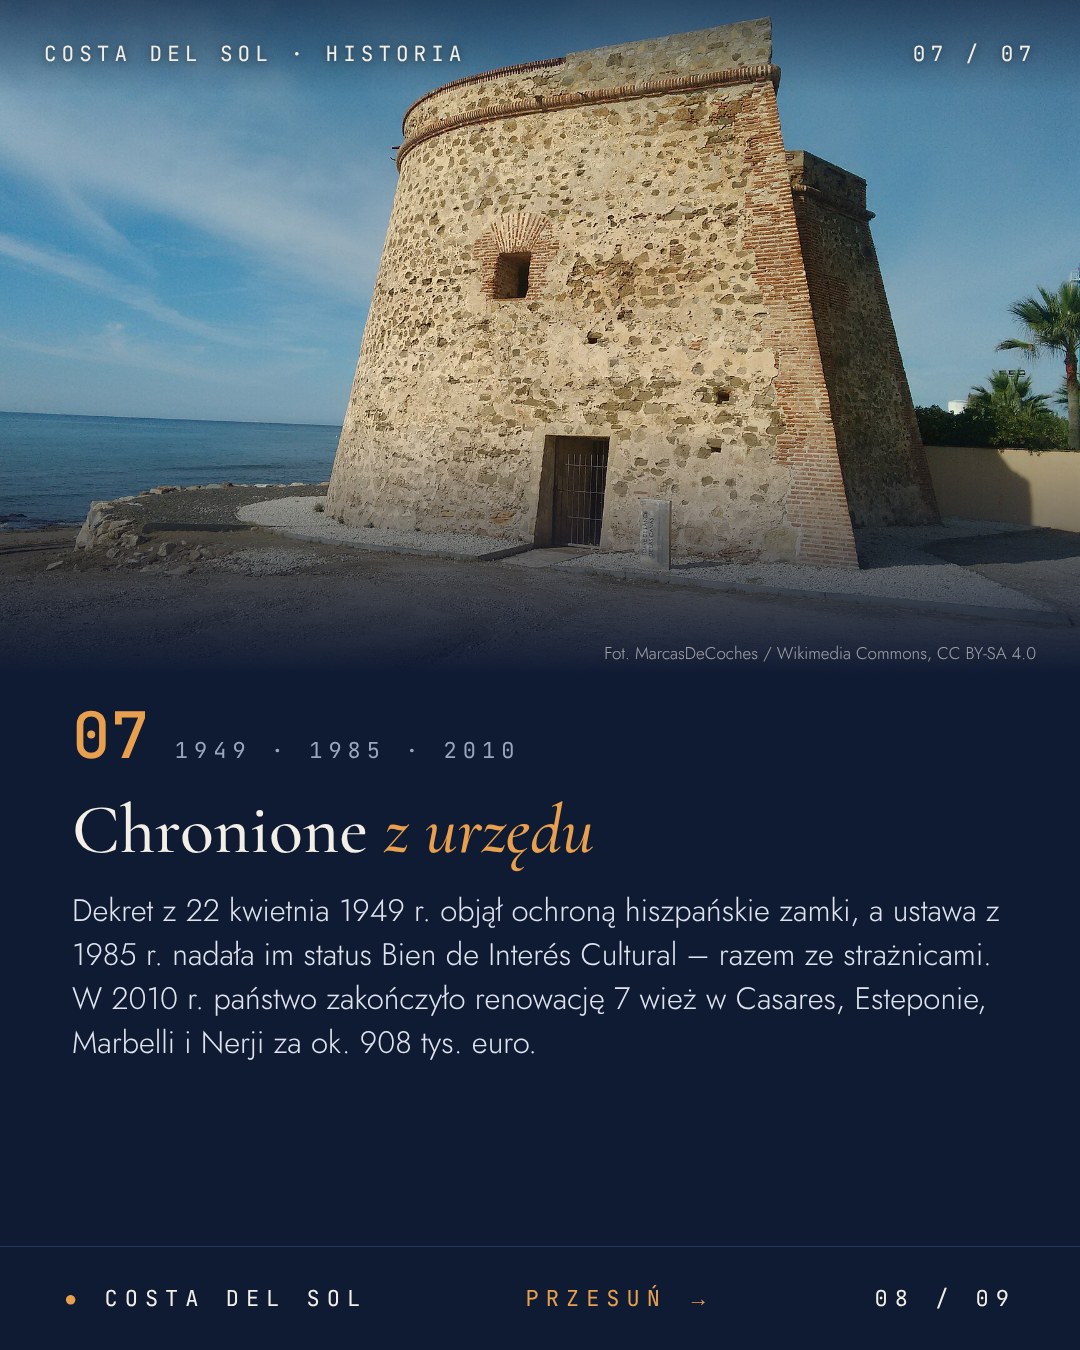 COSTA DEL SOL · HISTORIA
07 / 07
Fot. MarcasDeCoches / Wikimedia Commons, CC BY-SA 4.0
07 1949 · 1985 · 2010
Chronione z urzędu
Dekret z 22 kwietnia 1949 r. objął ochroną hiszpańskie zamki, a ustawa z
1985 r. nadała im status Bien de Interés Cultural – razem ze strażnicami.
W 2010 r. państwo zakończyło renowację 7 wież w Casares, Esteponie,
Marbelli i Nerji za ok. 908 tys. euro.
● COSTA DEL SOL
PRZESUŃ →
08 / 09